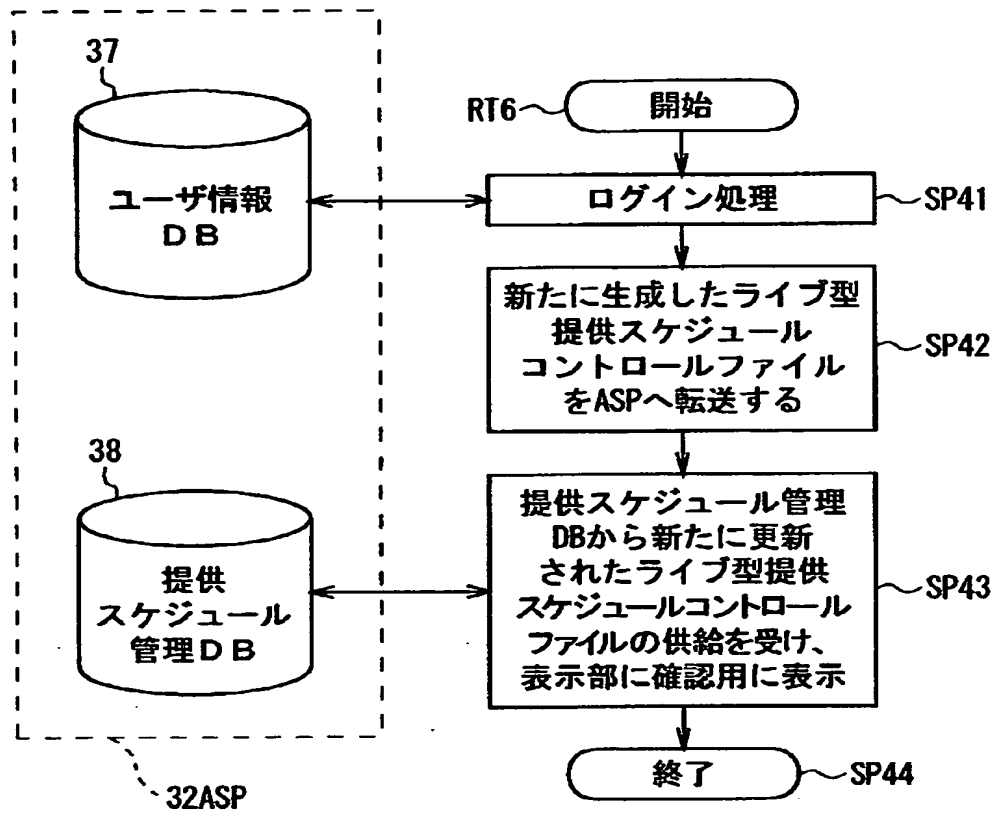 37
ユーザ情報
DB
38
提供
スケジュール
管理DB
32ASP
RT6
開始
ログイン処理
SP41
新たに生成したライブ型
提供スケジュール
コントロールファイル
をASPへ転送する
SP42
提供スケジュール管理
DBから新たに更新
されたライブ型提供
スケジュールコントロール
ファイルの供給を受け、
表示部に確認用に表示
SP43
終了
SP44